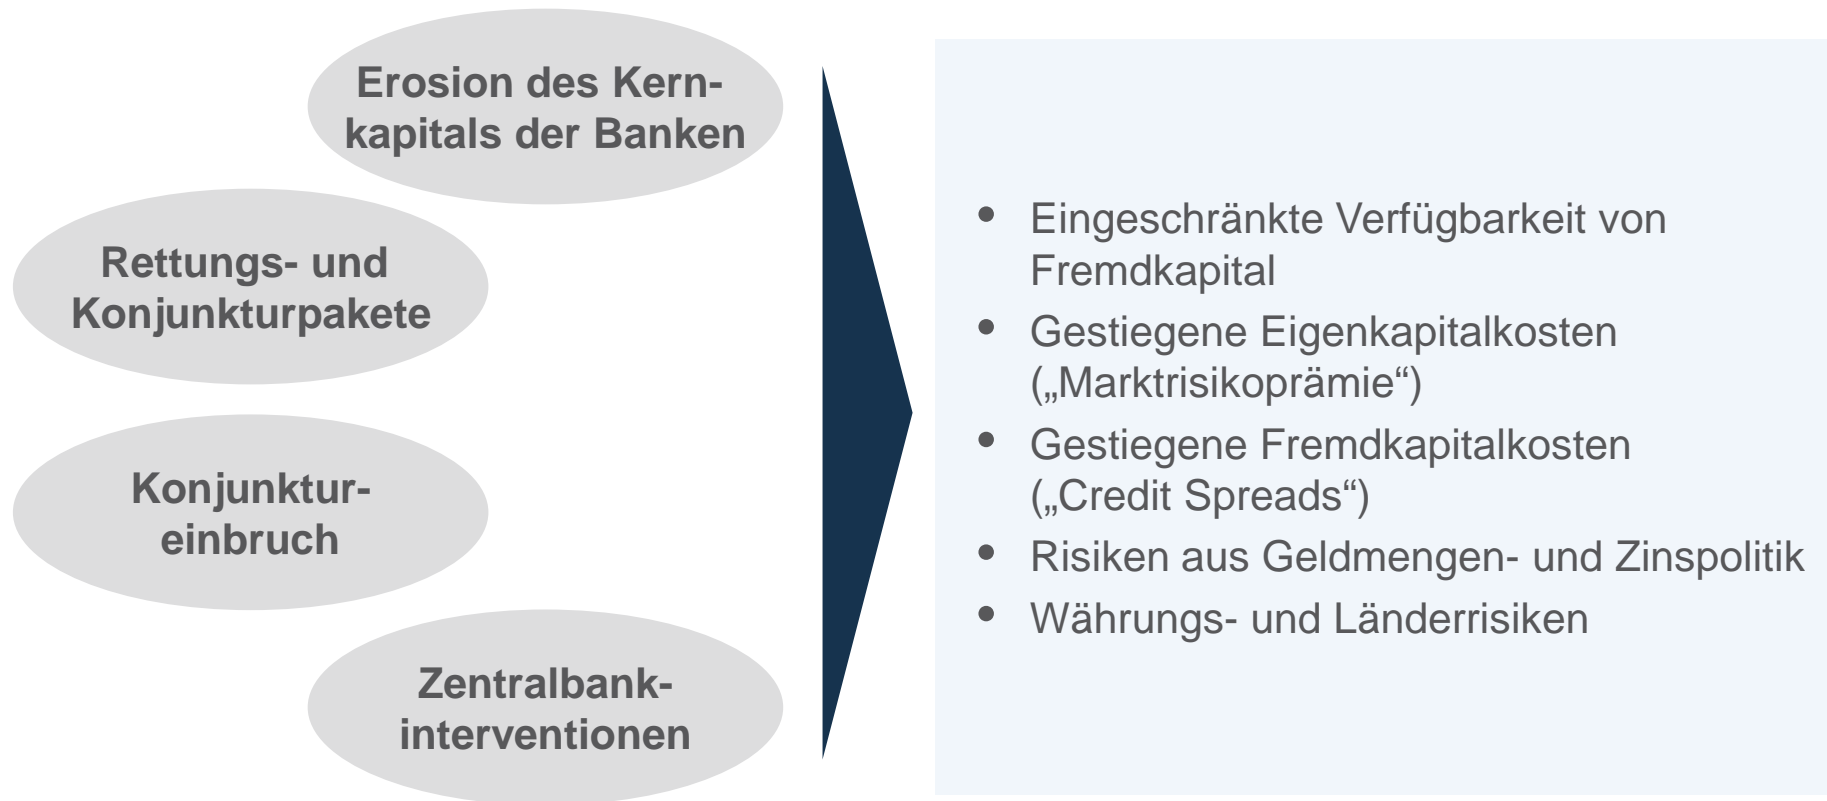 Erosion des Kern-
kapitals der Banken
Rettungs- und
Konjunkturpakete
Konjunktur-
einbruch
Zentralbank-
interventionen
• Eingeschränkte Verfügbarkeit von
Fremdkapital
• Gestiegene Eigenkapitalkosten
(„Marktrisikoprämie“)
• Gestiegene Fremdkapitalkosten
(„Credit Spreads“)
• Risiken aus Geldmengen- und Zinspolitik
• Währungs- und Länderrisiken